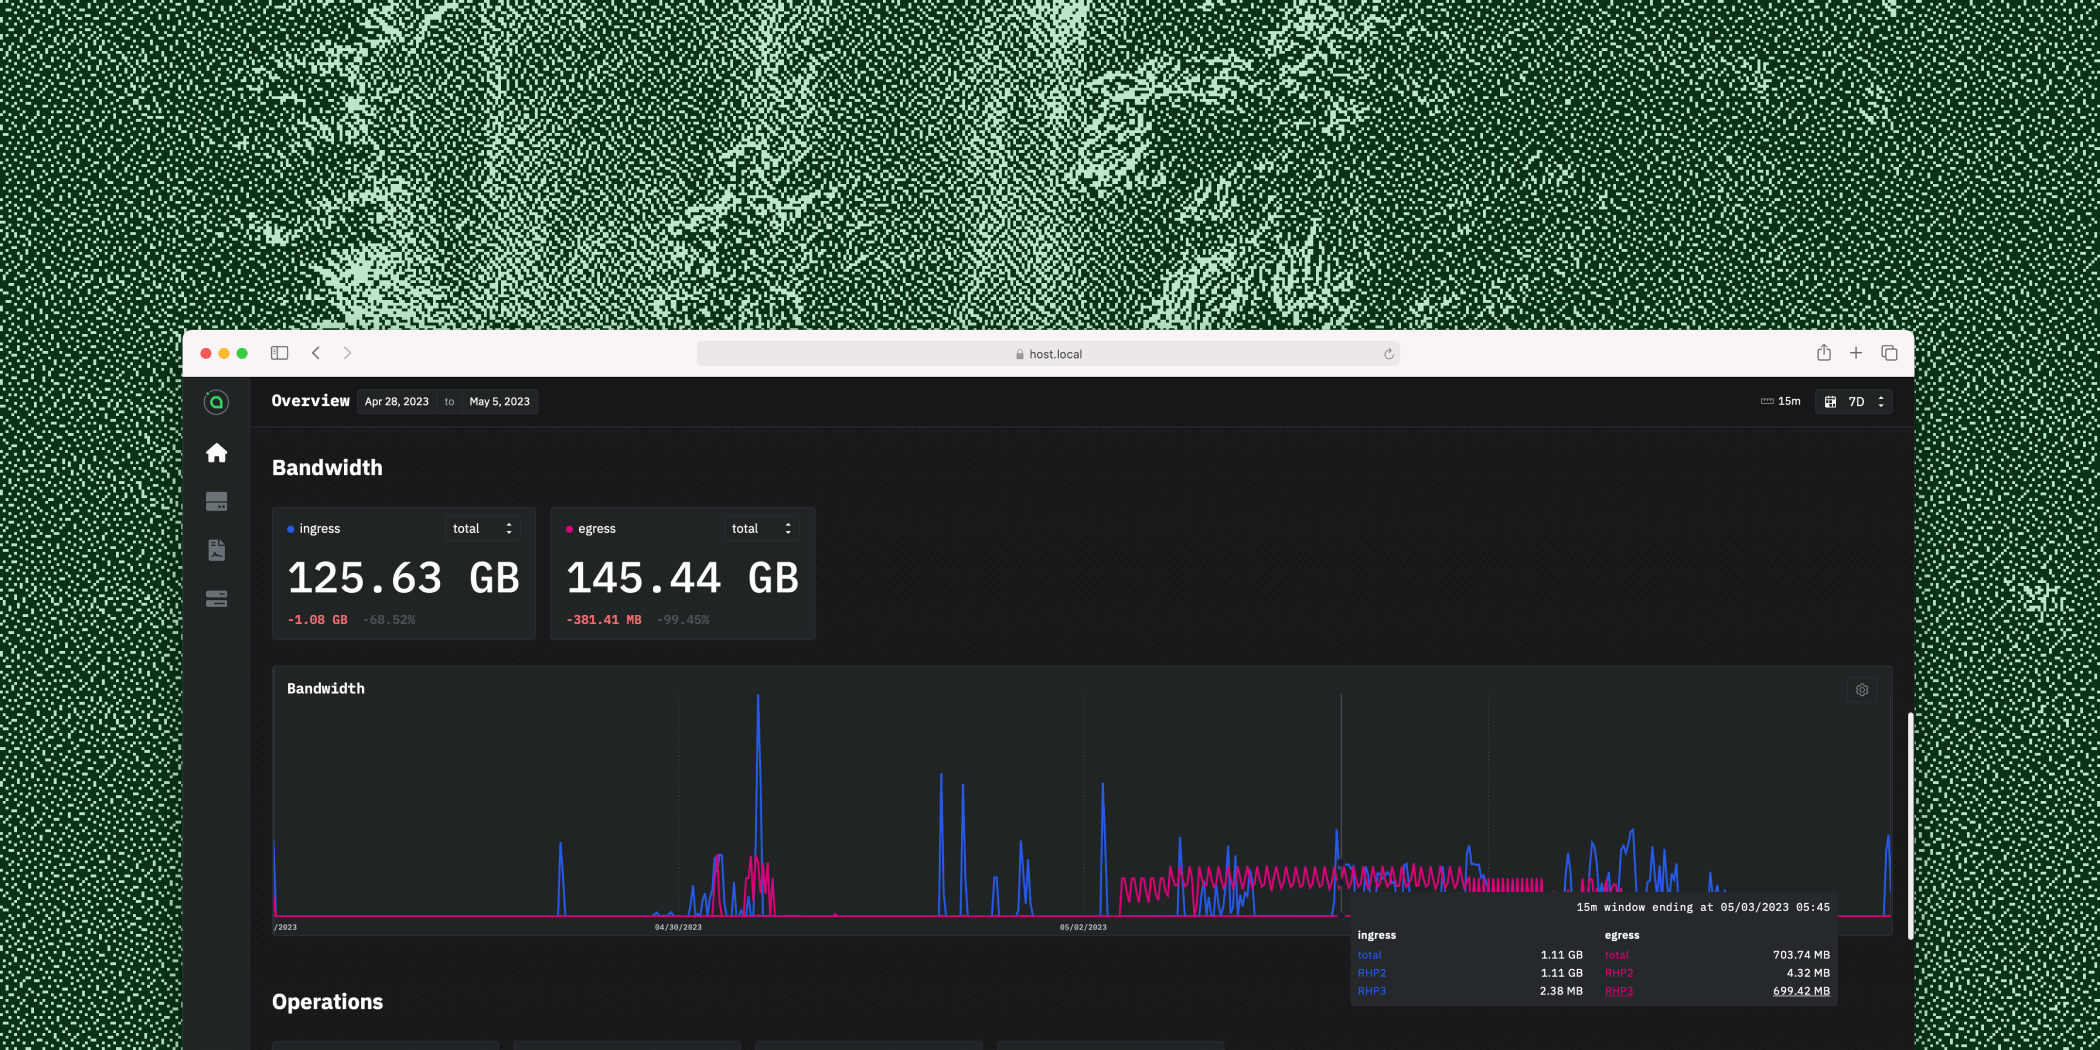 host.local
Overview Apr 28, 2023 to May 5, 2023 15m 7D
Bandwidth
ingress total
125.63 GB
-1.08 GB -68.52%
egress total
145.44 GB
-381.41 MB -99.45%
Bandwidth
/2023 04/30/2023 05/02/2023
15m window ending at 05/03/2023 05:45
ingress egress
total 1.11 GB total 703.74 MB
RHP2 1.11 GB RHP2 4.32 MB
RHP3 2.38 MB RHP3 699.42 MB
Operations